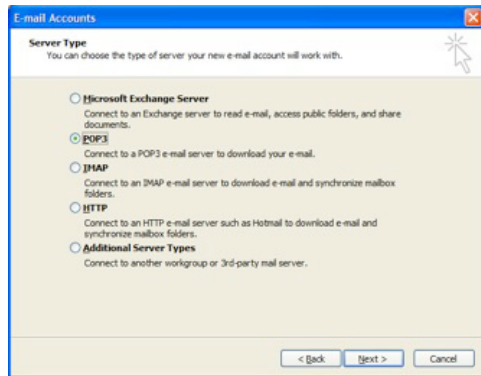 E-mail Accounts
Server Type
You can choose the type of server your new e-mail account will work with.
Microsoft Exchange Server
Connect to an Exchange server to read e-mail, access public folders, and share
documents.
POP3
Connect to a POP3 e-mail server to download your e-mail.
IMAP
Connect to an IMAP e-mail server to download e-mail and synchronize mailbox
folders.
HTTP
Connect to an HTTP e-mail server such as Hotmail to download e-mail and
synchronize mailbox folders.
Additional Server Types
Connect to another workgroup or 3rd-party mail server.
< Back Next > Cancel